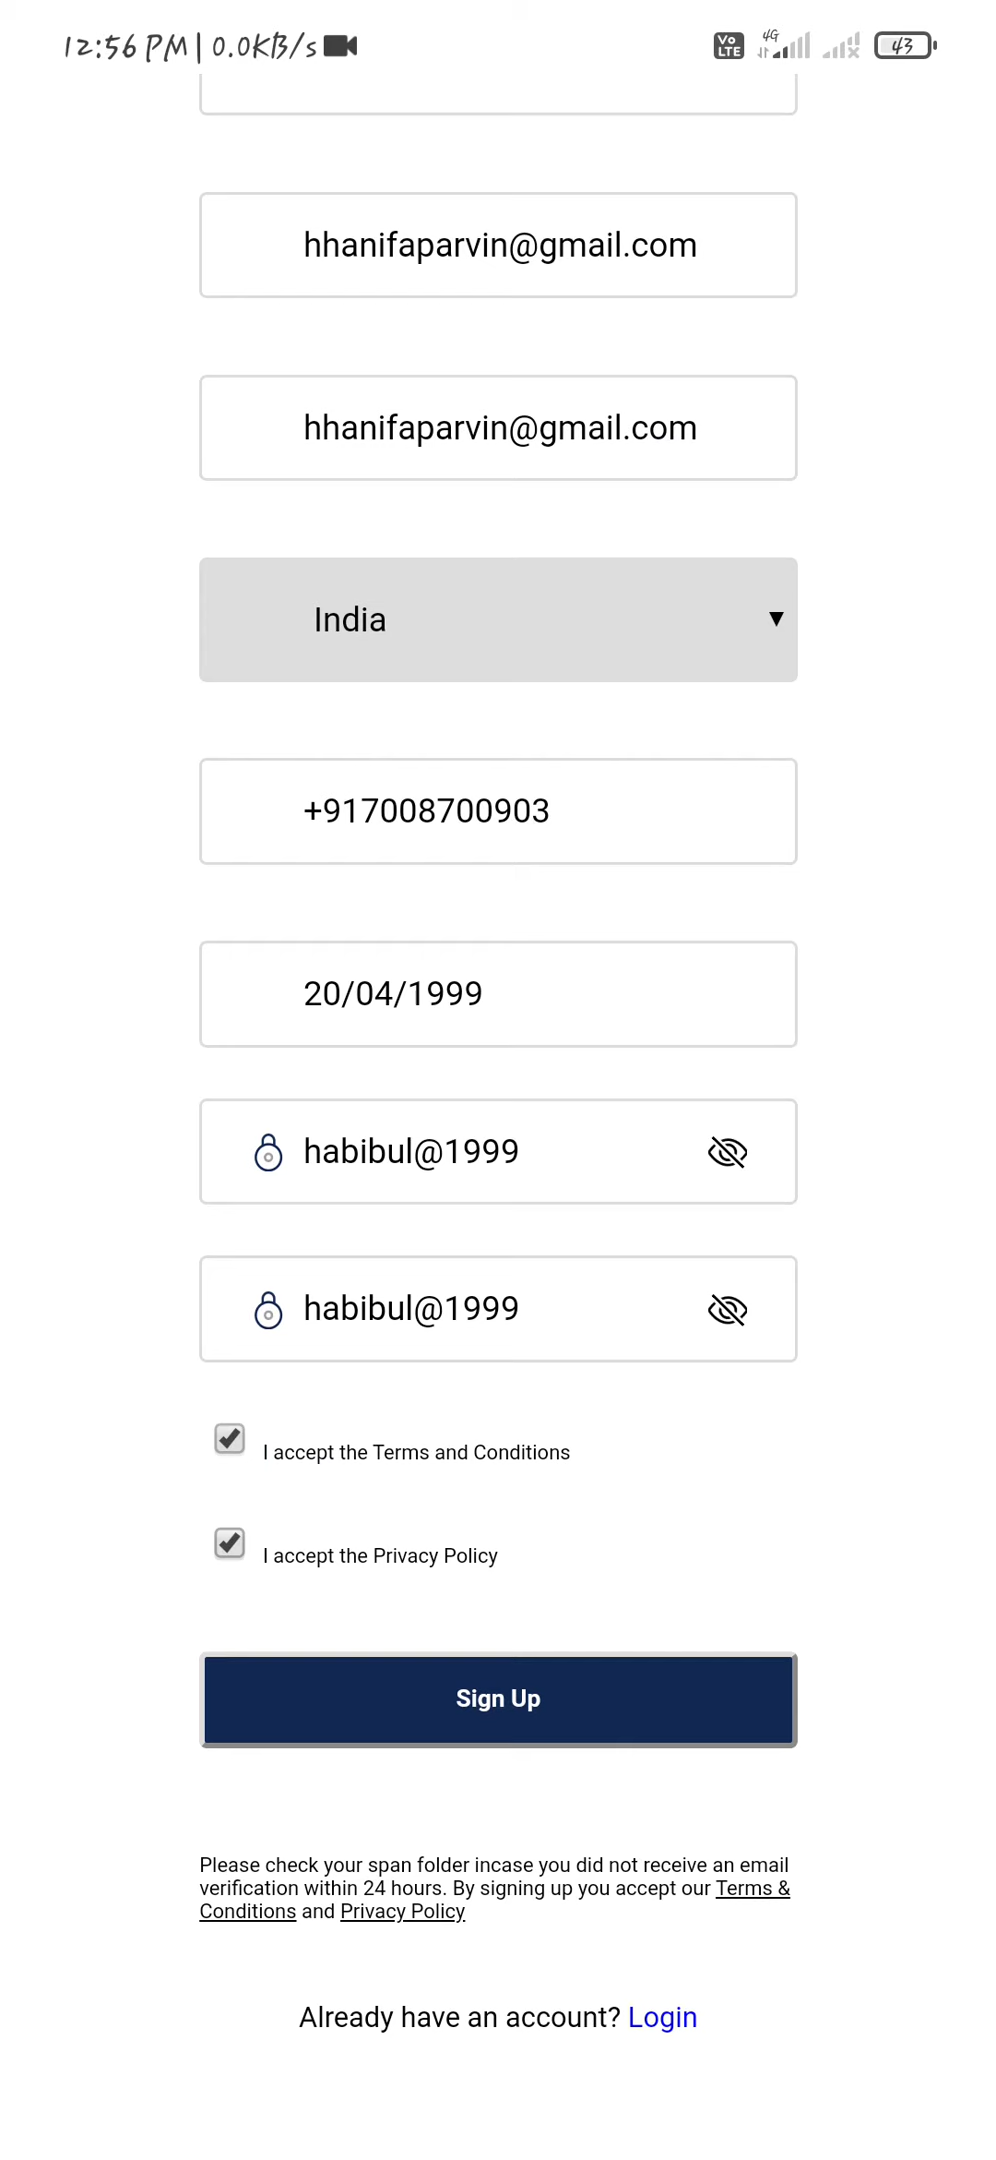 12:56 PM | 0.0KB/s
Vo LTE 4G 43
hhanifaparvin@gmail.com
hhanifaparvin@gmail.com
India
+917008700903
20/04/1999
habibul@1999
habibul@1999
I accept the Terms and Conditions
I accept the Privacy Policy
Sign Up
Please check your span folder incase you did not receive an email
verification within 24 hours. By signing up you accept our Terms &
Conditions and Privacy Policy
Already have an account? Login